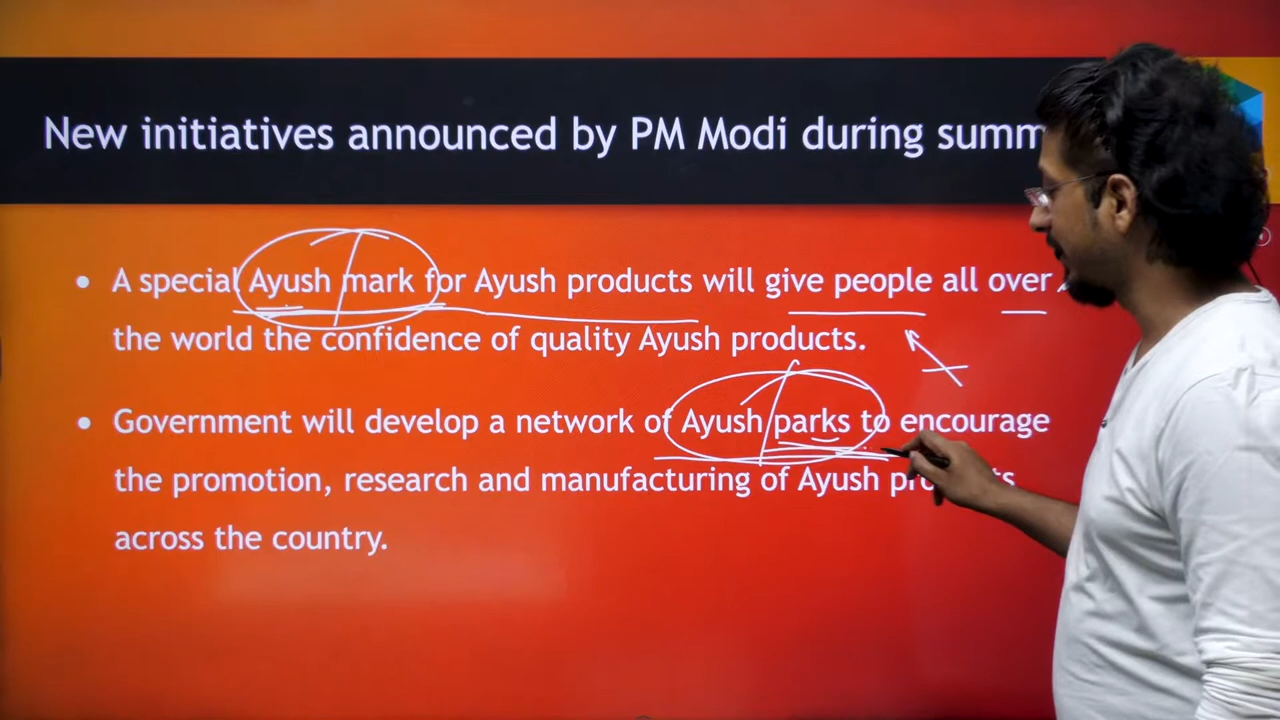 New initiatives announced by PM Modi during summ
• A special Ayush mark for Ayush products will give people all over
the world the confidence of quality Ayush products.
• Government will develop a network of Ayush parks to encourage
the promotion, research and manufacturing of Ayush
across the country.